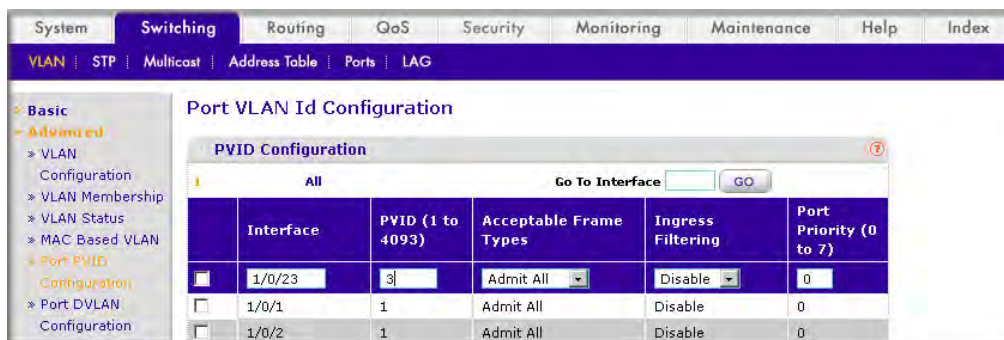 System Switching Routing QoS Security Monitoring Maintenance Help Index
VLAN STP Multicast Address Table Ports LAG
Basic
Advanced
» VLAN
Configuration
» VLAN Membership
» VLAN Status
» MAC Based VLAN
» Port PVID
Configuration
» Port DVLAN
Configuration
Port VLAN Id Configuration
PVID Configuration ?
1 All Go To Interface GO
Interface PVID (1 to 4093) Acceptable Frame Types Ingress Filtering Port Priority (0 to 7)
1/0/23 3 Admit All Disable 0
1/0/1 1 Admit All Disable 0
1/0/2 1 Admit All Disable 0